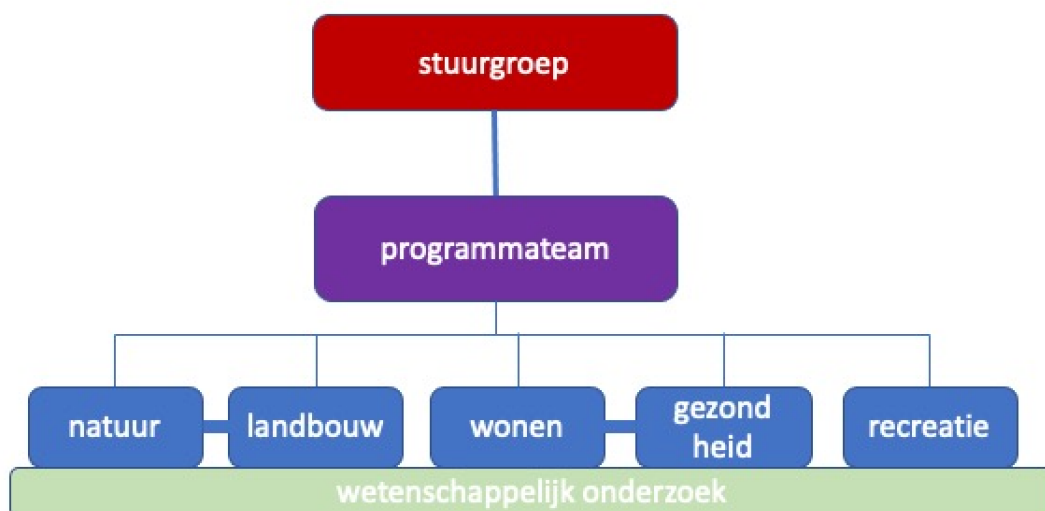 stuurgroep
programmateam
natuur
landbouw
wonen
gezond
heid
recreatie
wetenschappelijk onderzoek